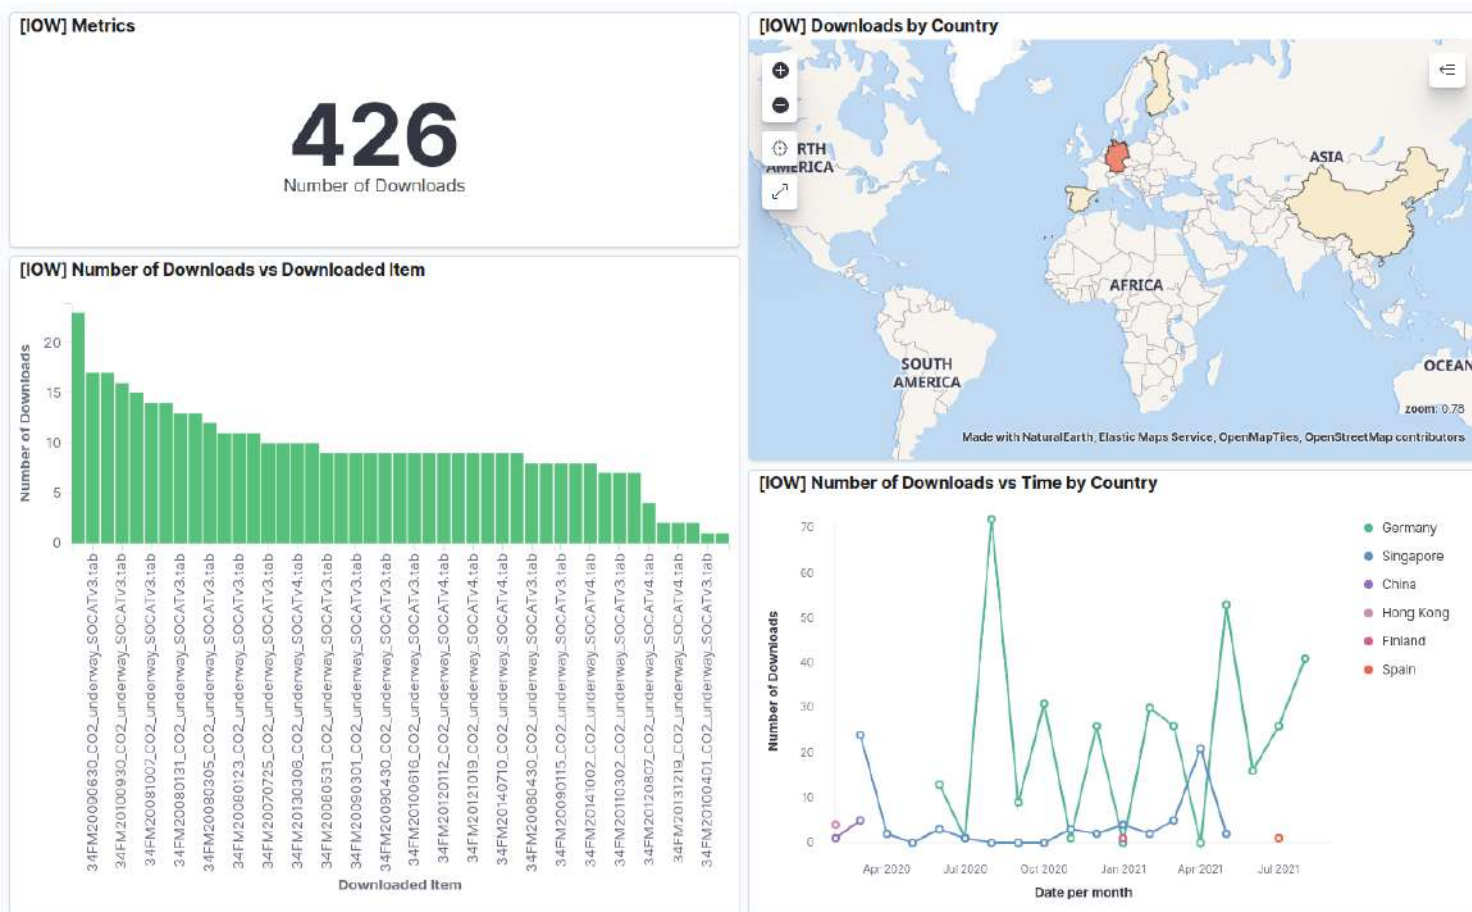 [IOW] Metrics
426
Number of Downloads
[IOW] Number of Downloads vs Downloaded Item
Number of Downloads
20
15
10
5
0
34FM20090630_CO2_underway_SOCATv3.tab
34FM20100930_CO2_underway_SOCATv3.tab
34FM20081007_CO2_underway_SOCATv3.tab
34FM20080131_CO2_underway_SOCATv3.tab
34FM20080305_CO2_underway_SOCATv3.tab
34FM20080123_CO2_underway_SOCATv3.tab
34FM20070725_CO2_underway_SOCATv3.tab
34FM20130306_CO2_underway_SOCATv4.tab
34FM20080531_CO2_underway_SOCATv3.tab
34FM20090301_CO2_underway_SOCATv3.tab
34FM20090430_CO2_underway_SOCATv3.tab
34FM20100616_CO2_underway_SOCATv3.tab
34FM20120112_CO2_underway_SOCATv4.tab
34FM20121019_CO2_underway_SOCATv4.tab
34FM20140710_CO2_underway_SOCATv4.tab
34FM20080430_CO2_underway_SOCATv3.tab
34FM20090115_CO2_underway_SOCATv3.tab
34FM20141002_CO2_underway_SOCATv4.tab
34FM20110302_CO2_underway_SOCATv3.tab
34FM20120807_CO2_underway_SOCATv4.tab
34FM20131219_CO2_underway_SOCATv4.tab
34FM20100401_CO2_underway_SOCATv3.tab
Downloaded Item
[IOW] Downloads by Country
RTH
AMERICA
ASIA
AFRICA
SOUTH
AMERICA
OCEAN
zoom: 0.78
Made with NaturalEarth, Elastic Maps Service, OpenMapTiles, OpenStreetMap contributors
[IOW] Number of Downloads vs Time by Country
Number of Downloads
70
60
50
40
30
20
10
0
Apr 2020
Jul 2020
Oct 2020
Jan 2021
Apr 2021
Jul 2021
Date per month
Germany
Singapore
China
Hong Kong
Finland
Spain